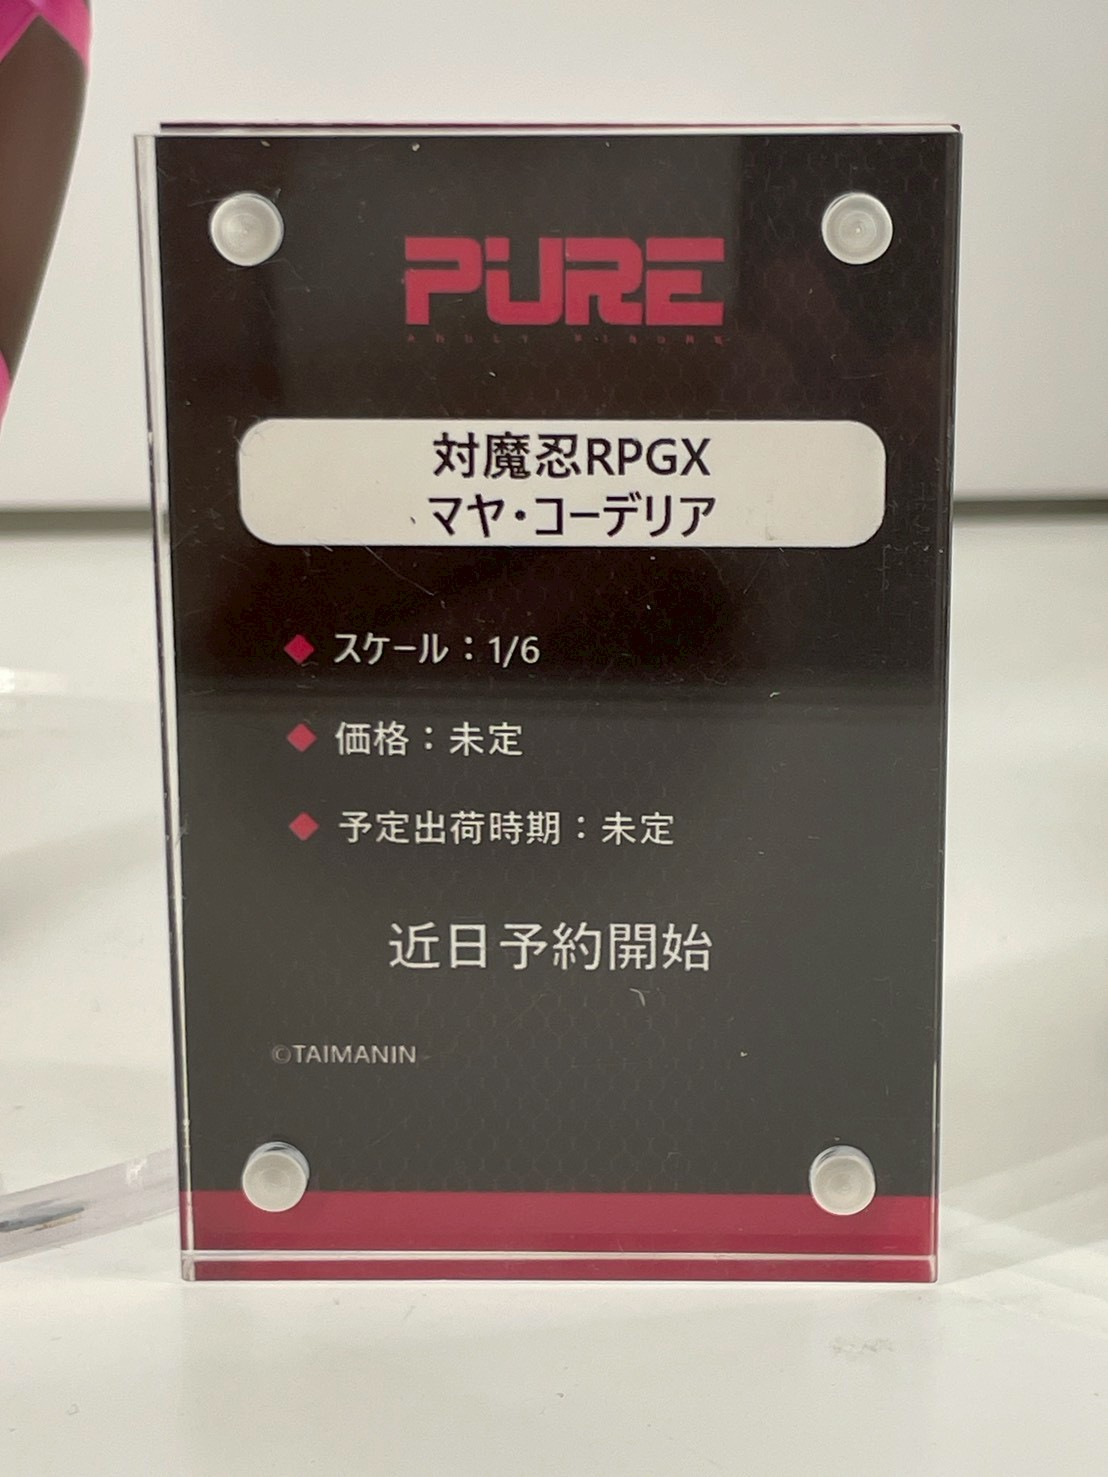 PURE
ADULT FIGURE
対魔忍RPGX
マヤ・コーデリア
◆ スケール：1/6
◆ 価格：未定
◆ 予定出荷時期：未定
近日予約開始
©TAIMANIN